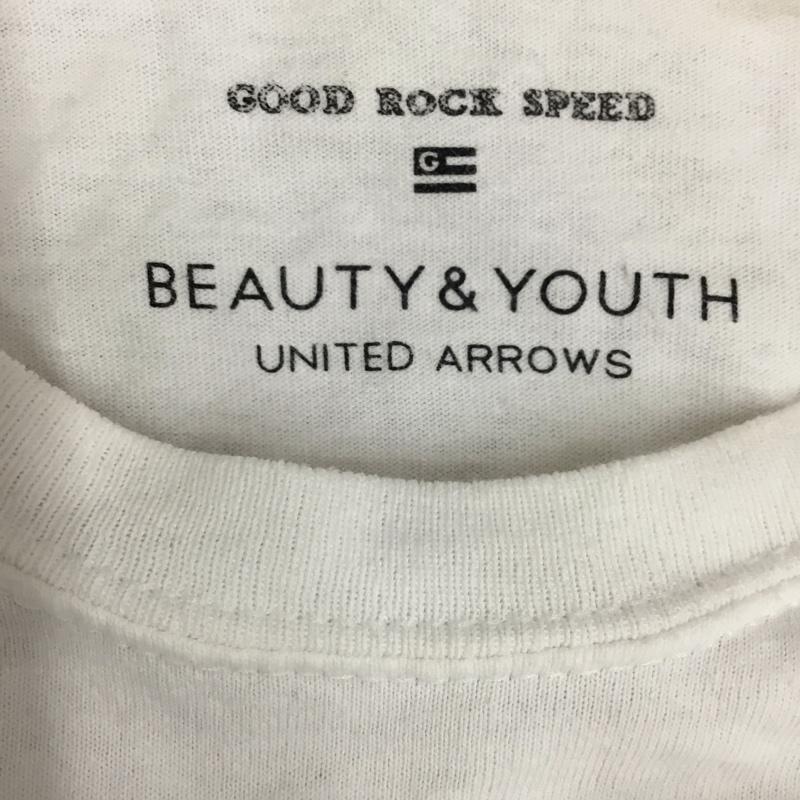 GOOD ROCK SPEED
G
BEAUTY & YOUTH
UNITED ARROWS